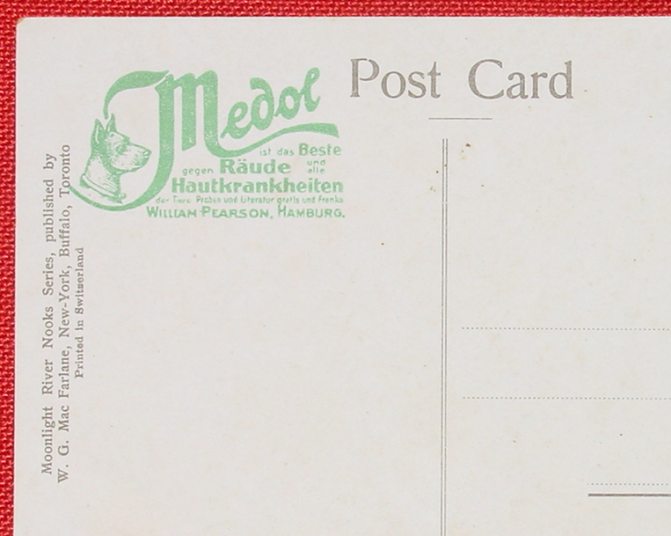 Medol
ist das Beste
gegen Räude und alle
Hautkrankheiten
der Tiere Proben und Literatur gratis und franko
WILLIAM PEARSON, HAMBURG.
Post Card
Moonlight River Nooks Series, published by
W. G. Mac Farlane, New-York, Buffalo, Toronto
Printed in Switzerland